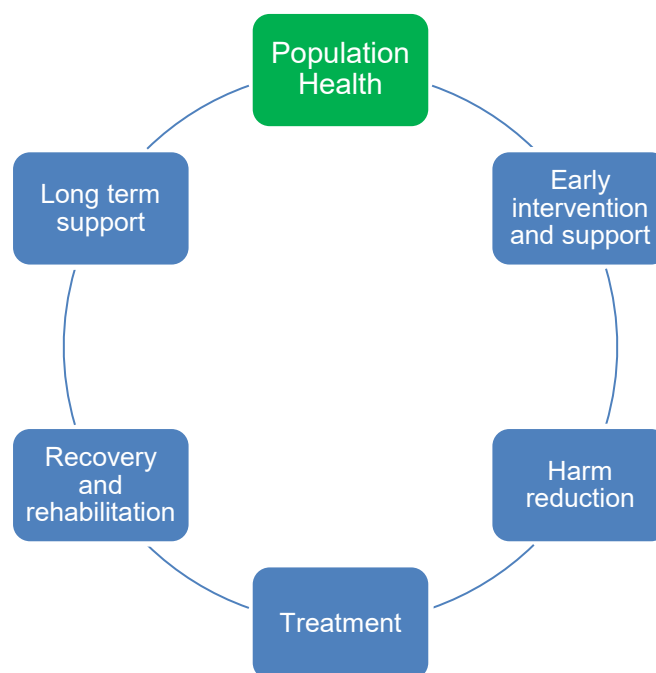 Population
Health
Early
intervention
and support
Harm
reduction
Treatment
Recovery
and
rehabilitation
Long term
support